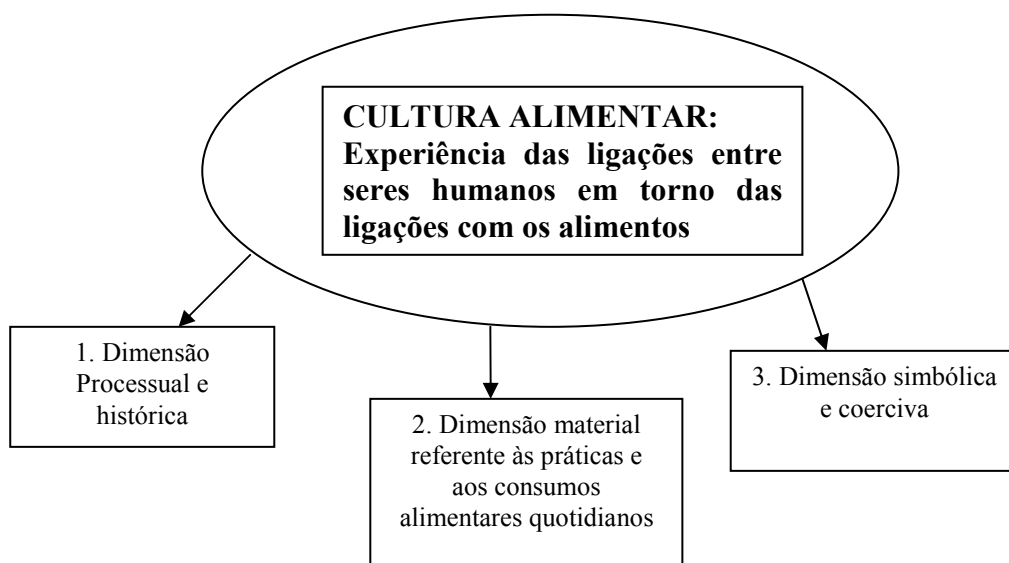 CULTURA ALIMENTAR:
Experiência das ligações entre
seres humanos em torno das
ligações com os alimentos
1. Dimensão
Processual e
histórica
2. Dimensão material
referente às práticas e
aos consumos
alimentares quotidianos
3. Dimensão simbólica
e coerciva